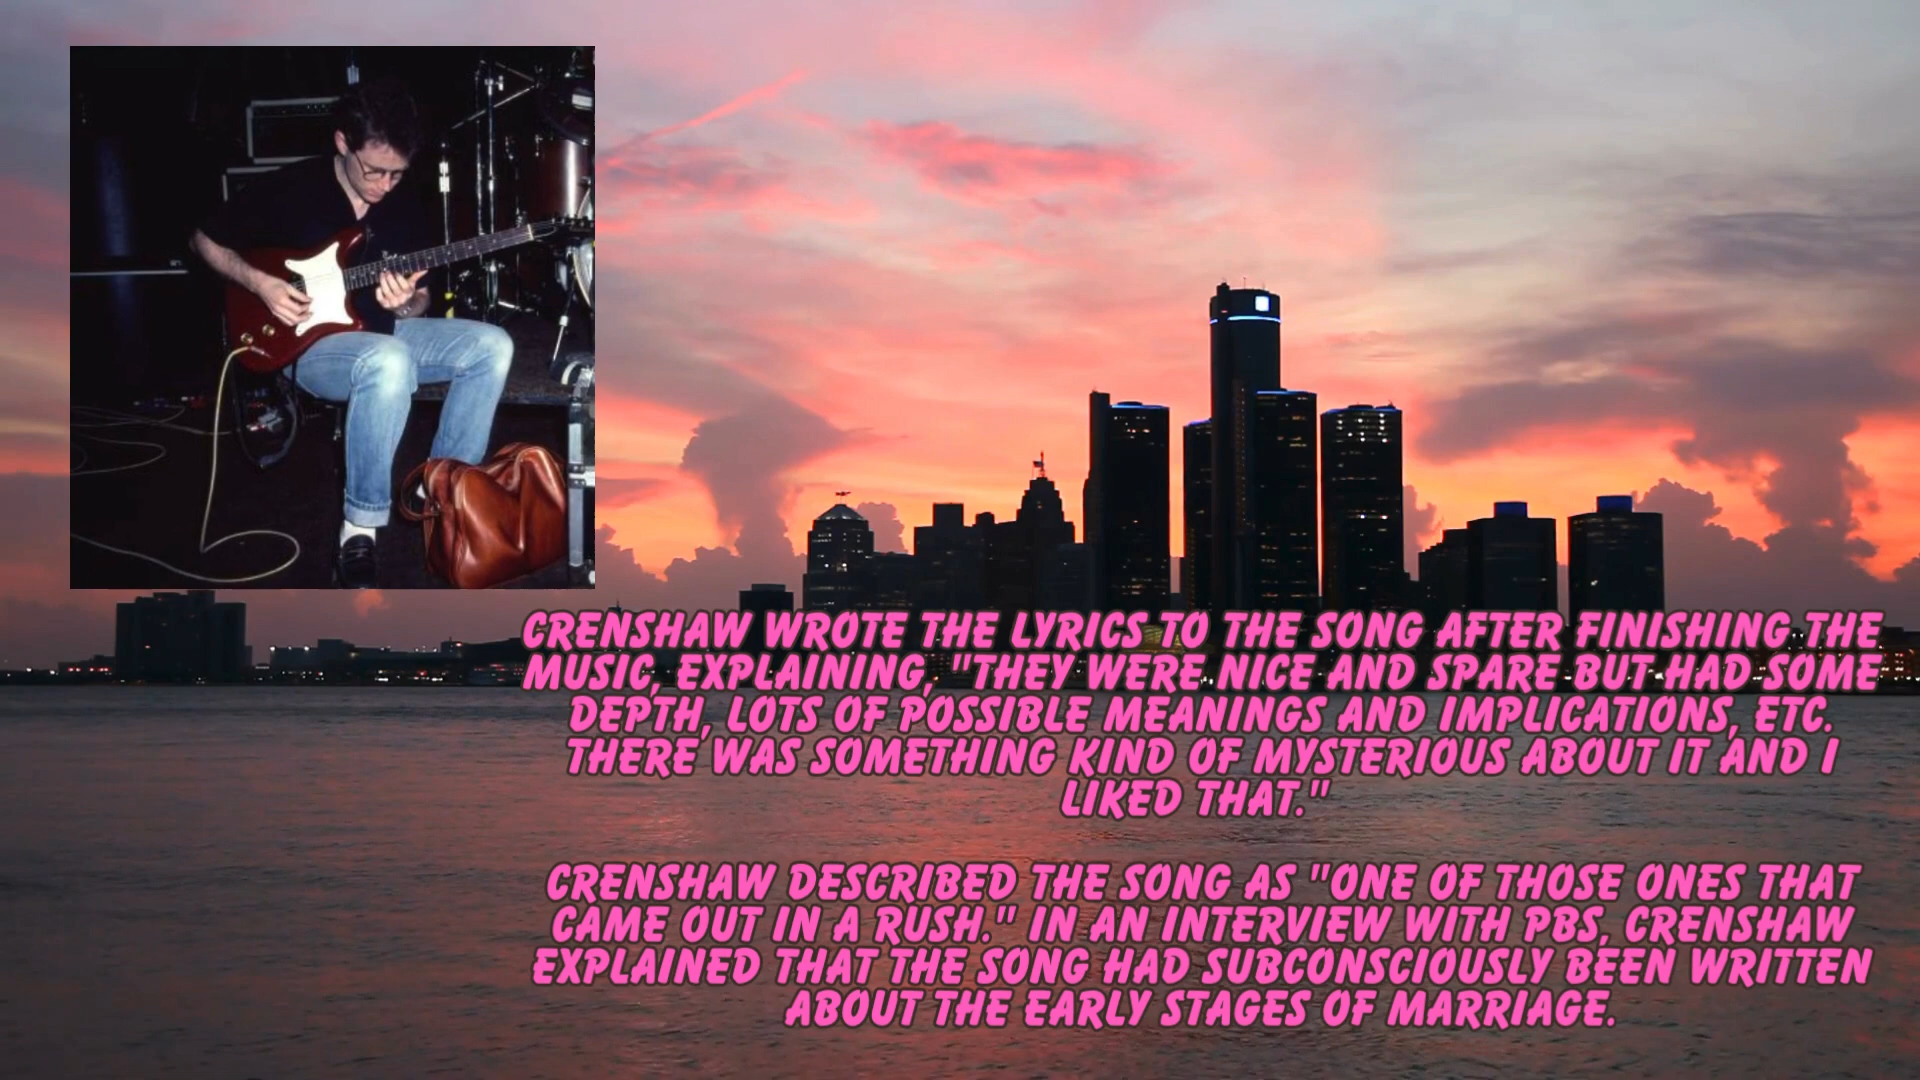 CRENSHAW WROTE THE LYRICS TO THE SONG AFTER FINISHING THE
MUSIC, EXPLAINING, "THEY WERE NICE AND SPARE BUT HAD SOME
DEPTH, LOTS OF POSSIBLE MEANINGS AND IMPLICATIONS, ETC.
THERE WAS SOMETHING KIND OF MYSTERIOUS ABOUT IT AND I
LIKED THAT."
CRENSHAW DESCRIBED THE SONG AS "ONE OF THOSE ONES THAT
CAME OUT IN A RUSH." IN AN INTERVIEW WITH PBS, CRENSHAW
EXPLAINED THAT THE SONG HAD SUBCONSCIOUSLY BEEN WRITTEN
ABOUT THE EARLY STAGES OF MARRIAGE.